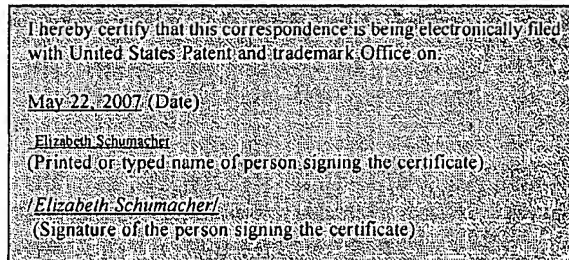 I hereby certify that this correspondence is being electronically filed
with United States Patent and trademark Office on:
May 22, 2007 (Date)
Elizabeth Schumacher
(Printed or typed name of person signing the certificate)
/Elizabeth Schumacher/
(Signature of the person signing the certificate)